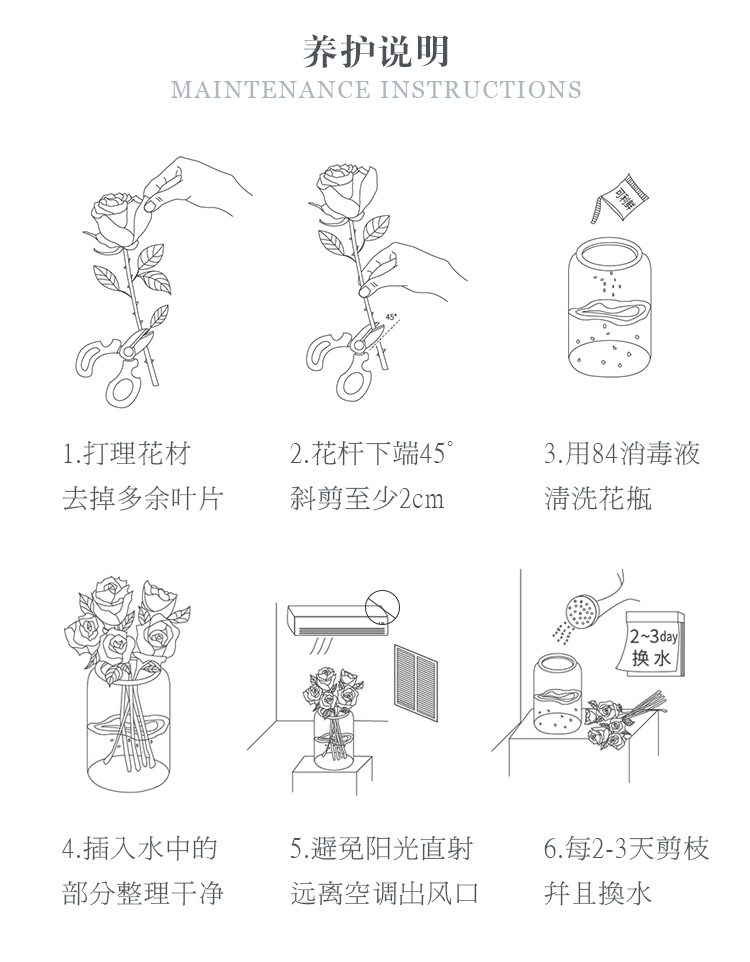 养护说明
MAINTENANCE INSTRUCTIONS
可利鲜
45°
1.打理花材
去掉多余叶片
2.花杆下端45°
斜剪至少2cm
3.用84消毒液
清洗花瓶
2~3day
换水
4.插入水中的
部分整理干净
5.避免阳光直射
远离空调出风口
6.每2-3天剪枝
并且换水